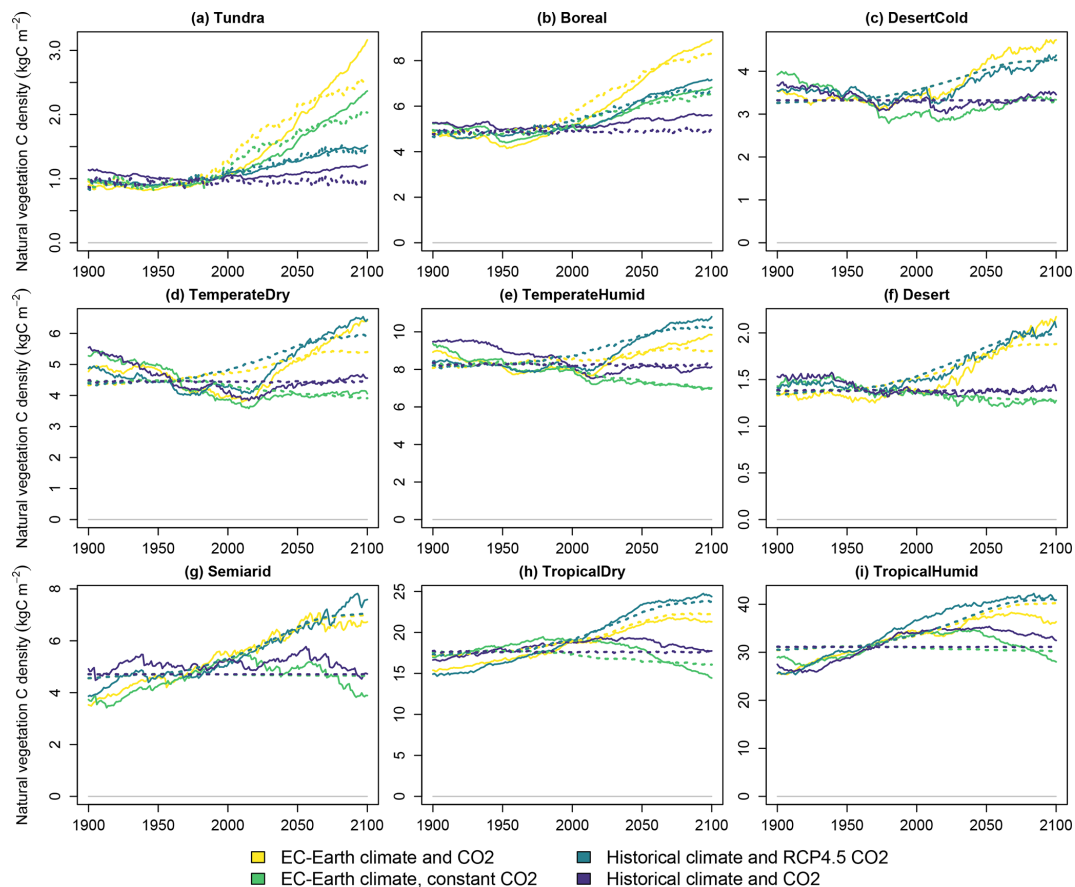 (a) Tundra
(b) Boreal
(c) DesertCold
Natural vegetation C density (kgC m−2)
0.0 1.0 2.0 3.0
1900 1950 2000 2050 2100
0 2 4 6 8
1900 1950 2000 2050 2100
0 1 2 3 4
1900 1950 2000 2050 2100
(d) TemperateDry
(e) TemperateHumid
(f) Desert
Natural vegetation C density (kgC m−2)
0 1 2 3 4 5 6
1900 1950 2000 2050 2100
0 2 4 6 8 10
1900 1950 2000 2050 2100
0.0 0.5 1.0 1.5 2.0
1900 1950 2000 2050 2100
(g) Semiarid
(h) TropicalDry
(i) TropicalHumid
Natural vegetation C density (kgC m−2)
0 2 4 6 8
1900 1950 2000 2050 2100
0 5 10 15 20 25
1900 1950 2000 2050 2100
0 10 20 30 40
1900 1950 2000 2050 2100
EC-Earth climate and CO2
Historical climate and RCP4.5 CO2
EC-Earth climate, constant CO2
Historical climate and CO2